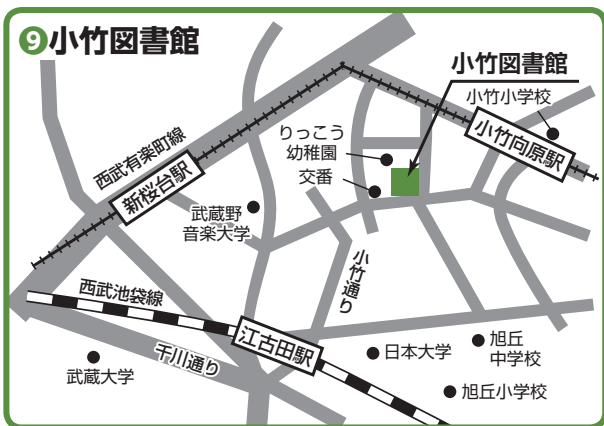 ❾小竹図書館
小竹図書館
小竹小学校
小竹向原駅
りっこう
幼稚園
交番
西武有楽町線
新桜台駅
武蔵野
音楽大学
小竹通り
西武池袋線
江古田駅
千川通り
武蔵大学
日本大学
旭丘
中学校
旭丘小学校